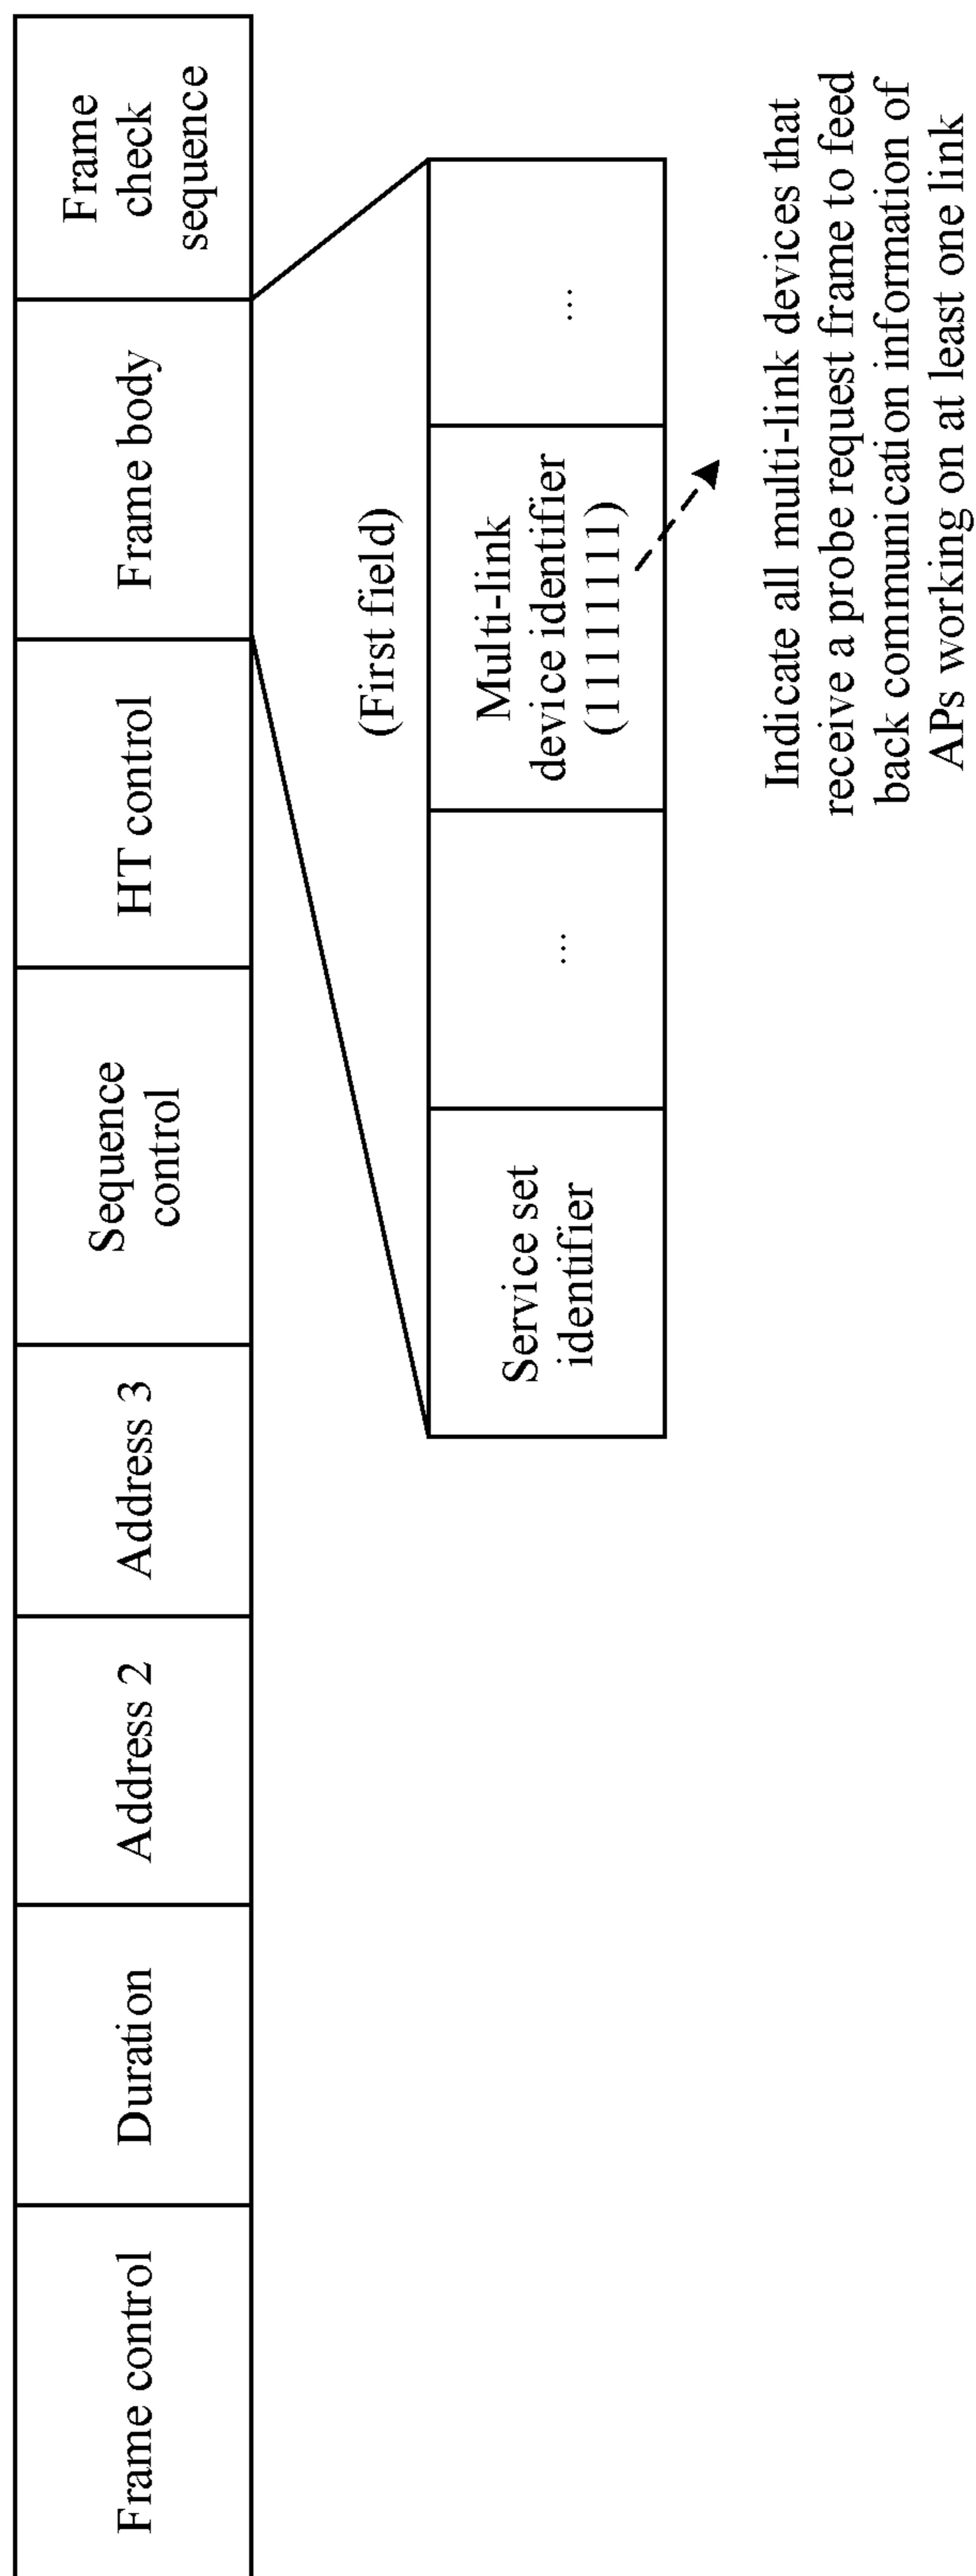 Frame control
Duration
Address 2
Address 3
Sequence
control
HT control
Frame body
Frame
check
sequence
(First field)
Service set
identifier
...
Multi-link
device identifier
(11111111)
...
Indicate all multi-link devices that
receive a probe request frame to feed
back communication information of
APs working on at least one link